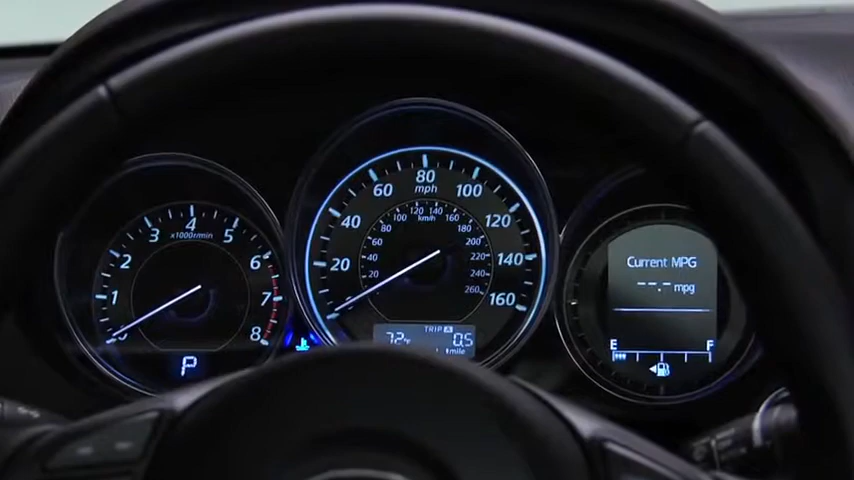 0 1 2 3 4 5 6 7 8
x1000r/min
P
20 40 60 80 100 120 140 160
mph
20 40 60 80 100 120 140 160 180 200 220 240 260
km/h
TRIP A
72°F 0.5
mile
Current MPG
--.- mpg
E F